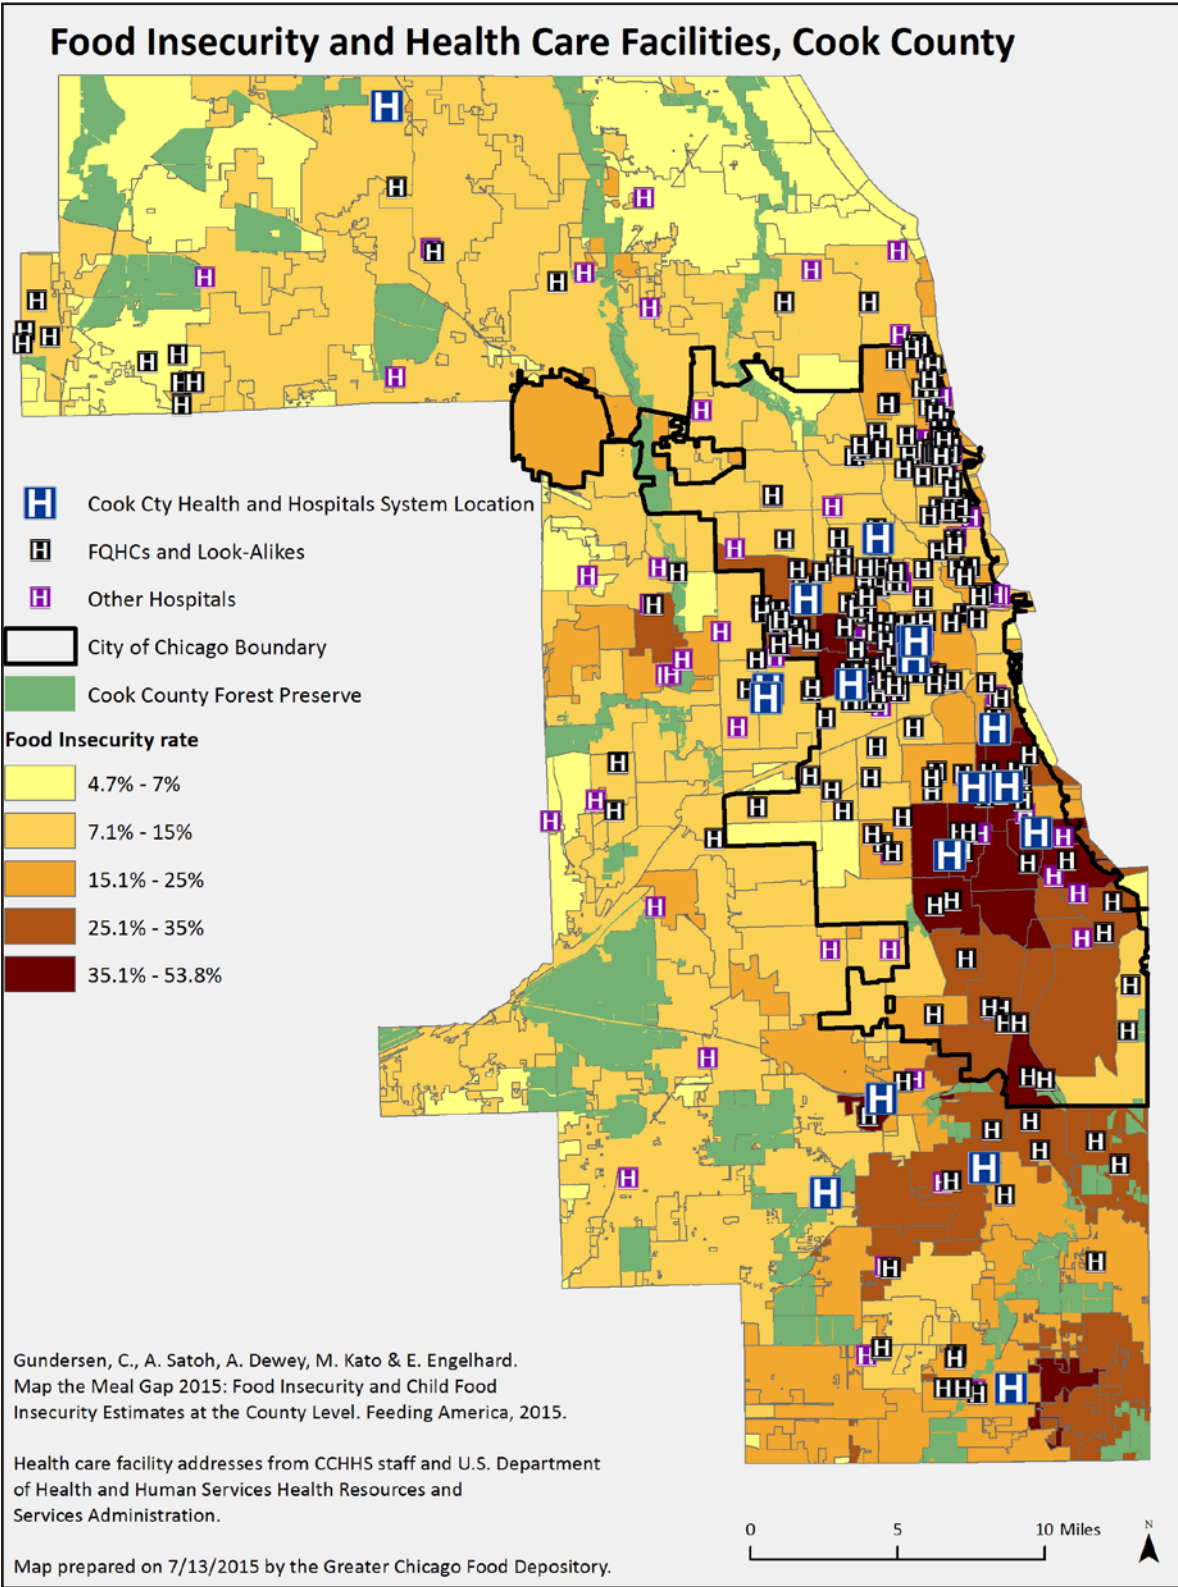 Food Insecurity and Health Care Facilities, Cook County
Cook Cty Health and Hospitals System Location
FQHCs and Look-Alikes
Other Hospitals
City of Chicago Boundary
Cook County Forest Preserve
Food Insecurity rate
4.7% - 7%
7.1% - 15%
15.1% - 25%
25.1% - 35%
35.1% - 53.8%
Gundersen, C., A. Satoh, A. Dewey, M. Kato & E. Engelhard.
Map the Meal Gap 2015: Food Insecurity and Child Food
Insecurity Estimates at the County Level. Feeding America, 2015.
Health care facility addresses from CCHHS staff and U.S. Department
of Health and Human Services Health Resources and
Services Administration.
Map prepared on 7/13/2015 by the Greater Chicago Food Depository.
0 5 10 Miles
N